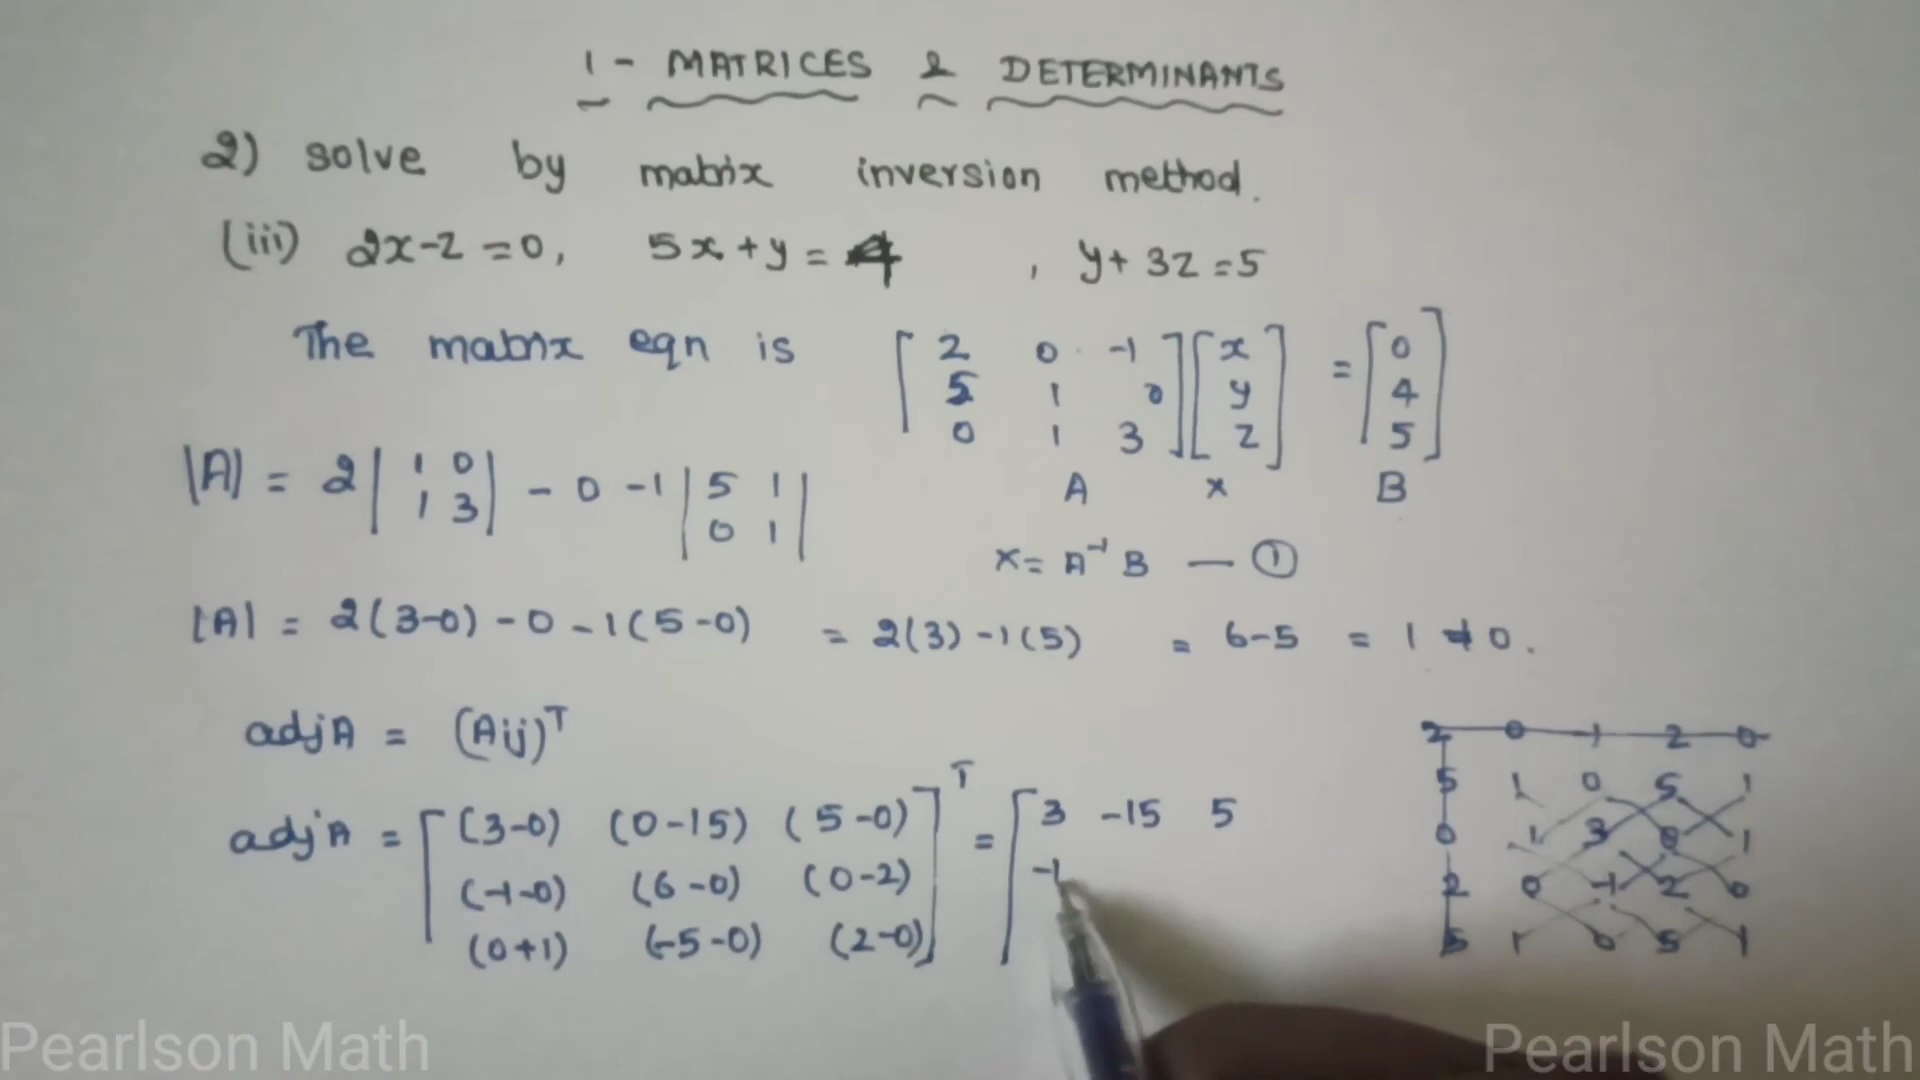 1 - MATRICES & DETERMINANTS
2) solve by matrix inversion method.
(iii) 2x-z=0, 5x+y=4 , y+3z=5
The matrix eqn is [2 0 -1] [x] = [0]
5 1 0 y 4
0 1 3 z 5
A x B
|A| = 2 |1 0| - 0 -1 |5 1|
1 3 0 1
x = A⁻¹ B — ①
|A| = 2(3-0) - 0 - 1(5-0) = 2(3) -1(5) = 6-5 = 1 ≠ 0.
adjA = (Aij)ᵀ
adjA = [(3-0) (0-15) (5-0)]ᵀ = [3 -15 5
(-1-0) (6-0) (0-2) -1
(0+1) (-5-0) (2-0)
2 0 -1 2 0
5 1 0 5 1
0 1 3 0 1
2 0 -1 2 0
5 1 0 5 1
Pearlson Math
Pearlson Math